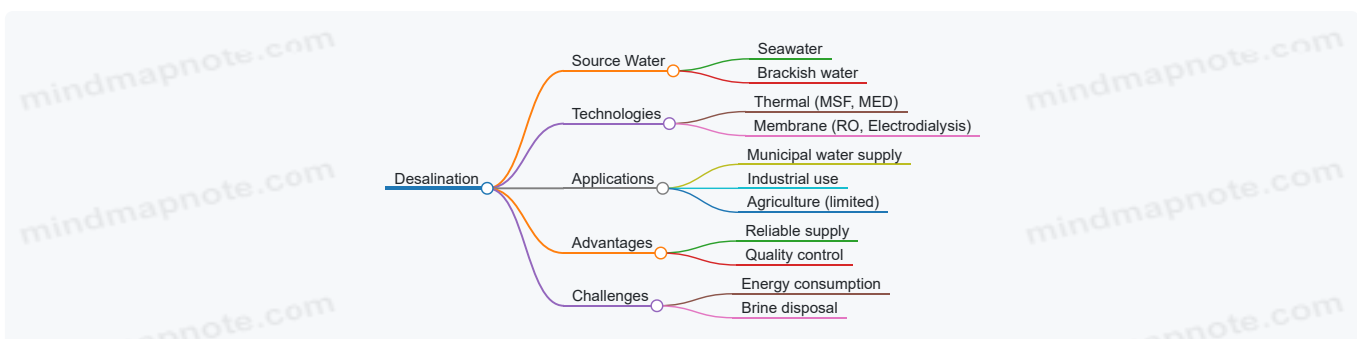 mindmapnote.com
mindmapnote.com
Seawater
Source Water
Brackish water
Thermal (MSF, MED)
Technologies
Membrane (RO, Electrodialysis)
Municipal water supply
Desalination
Applications
Industrial use
mindmapnote.com
mindmapnote.com
Agriculture (limited)
Reliable supply
Advantages
Quality control
Energy consumption
Challenges
Brine disposal
mapnote.com
pnote.com